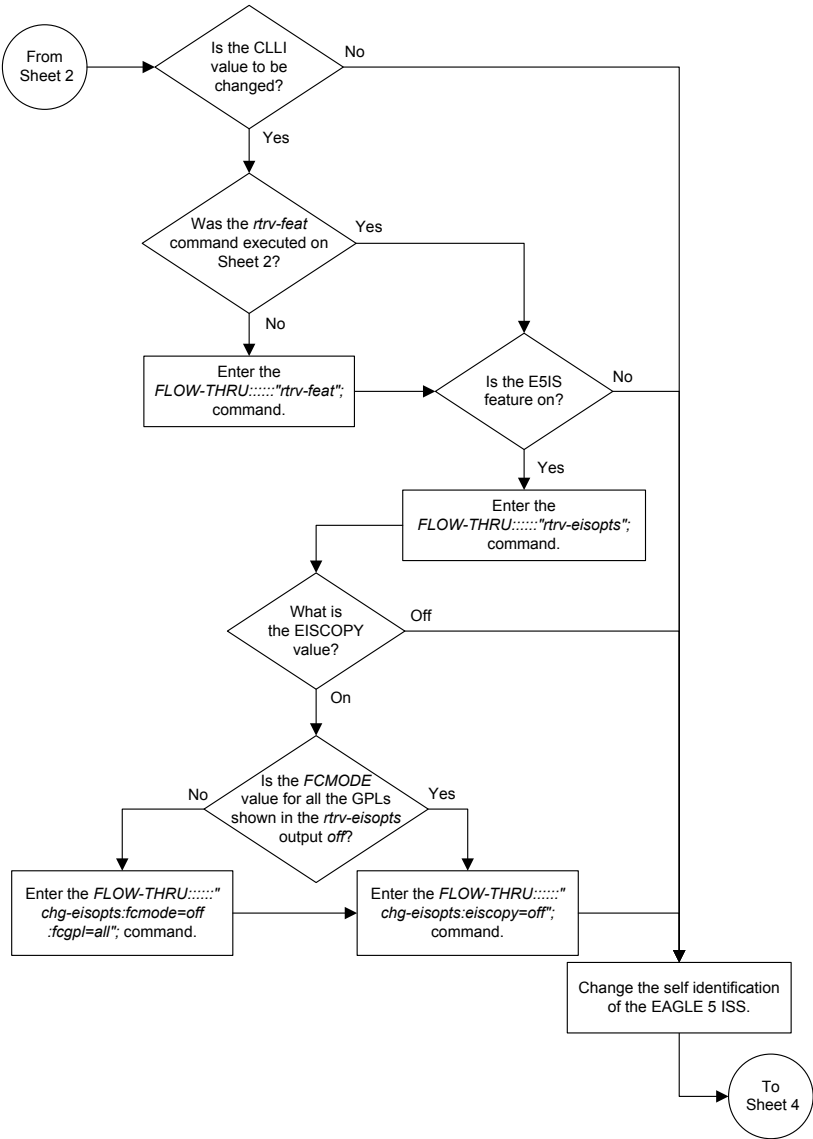 From
Sheet 2
Is the CLLI
value to be
changed?
No
Yes
Was the rtrv-feat
command executed on
Sheet 2?
Yes
No
Enter the
FLOW-THRU::::::"rtrv-feat";
command.
Is the E5IS
feature on?
No
Yes
Enter the
FLOW-THRU::::::"rtrv-eisopts";
command.
What is
the EISCOPY
value?
Off
On
Is the FCMODE
value for all the GPLs
shown in the rtrv-eisopts
output off?
No
Yes
Enter the FLOW-THRU::::::"
chg-eisopts:fcmode=off
:fcgpl=all"; command.
Enter the FLOW-THRU::::::"
chg-eisopts:eiscopy=off";
command.
Change the self identification
of the EAGLE 5 ISS.
To
Sheet 4